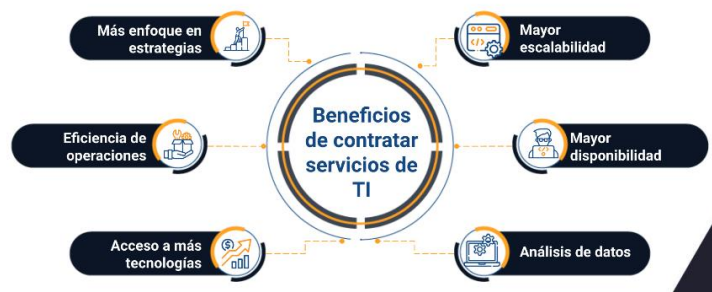 Más enfoque en
estrategias
Mayor
escalabilidad
Beneficios
de contratar
servicios de
TI
Eficiencia de
operaciones
Mayor
disponibilidad
Acceso a más
tecnologías
Análisis de datos